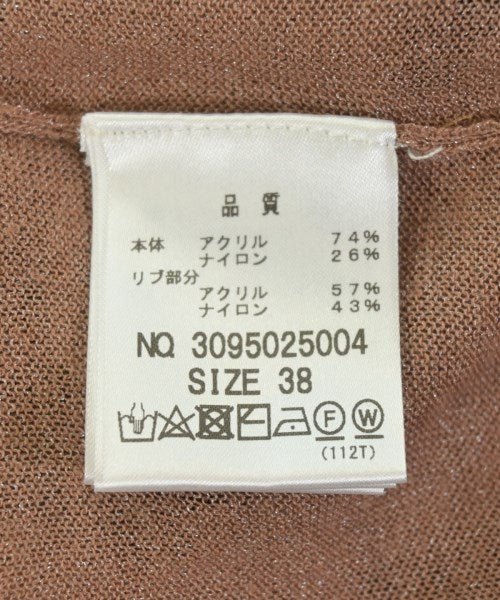 品質
本体 アクリル 74%
ナイロン 26%
リブ部分
アクリル 57%
ナイロン 43%
NO. 3095025004
SIZE 38
F W
(112T)